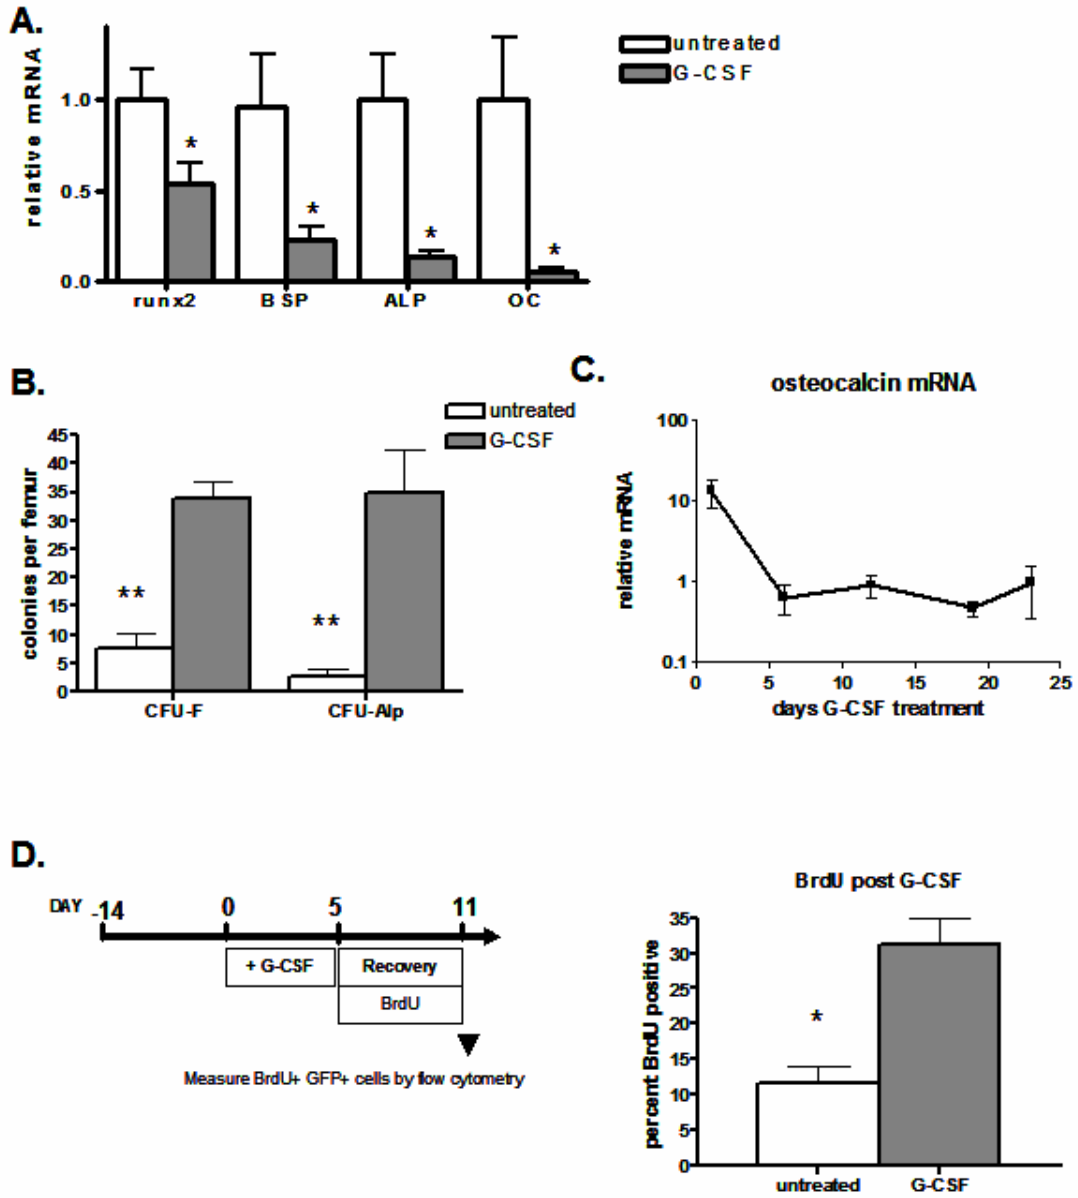 A.
relative mRNA
1.0
0.5
0.0
*
*
*
*
runx2 BSP ALP OC
untreated
G-CSF
B.
untreated
G-CSF
colonies per femur
45
40
35
30
25
20
15
10
5
0
**
**
CFU-F CFU-Alp
C.
osteocalcin mRNA
relative mRNA
100
10
1
0.1
0 5 10 15 20 25
days G-CSF treatment
D.
DAY -14 0 5 11
+ G-CSF Recovery
BrdU
Measure BrdU+ GFP+ cells by flow cytometry
BrdU post G-CSF
percent BrdU positive
35
30
25
20
15
10
5
0
*
untreated G-CSF